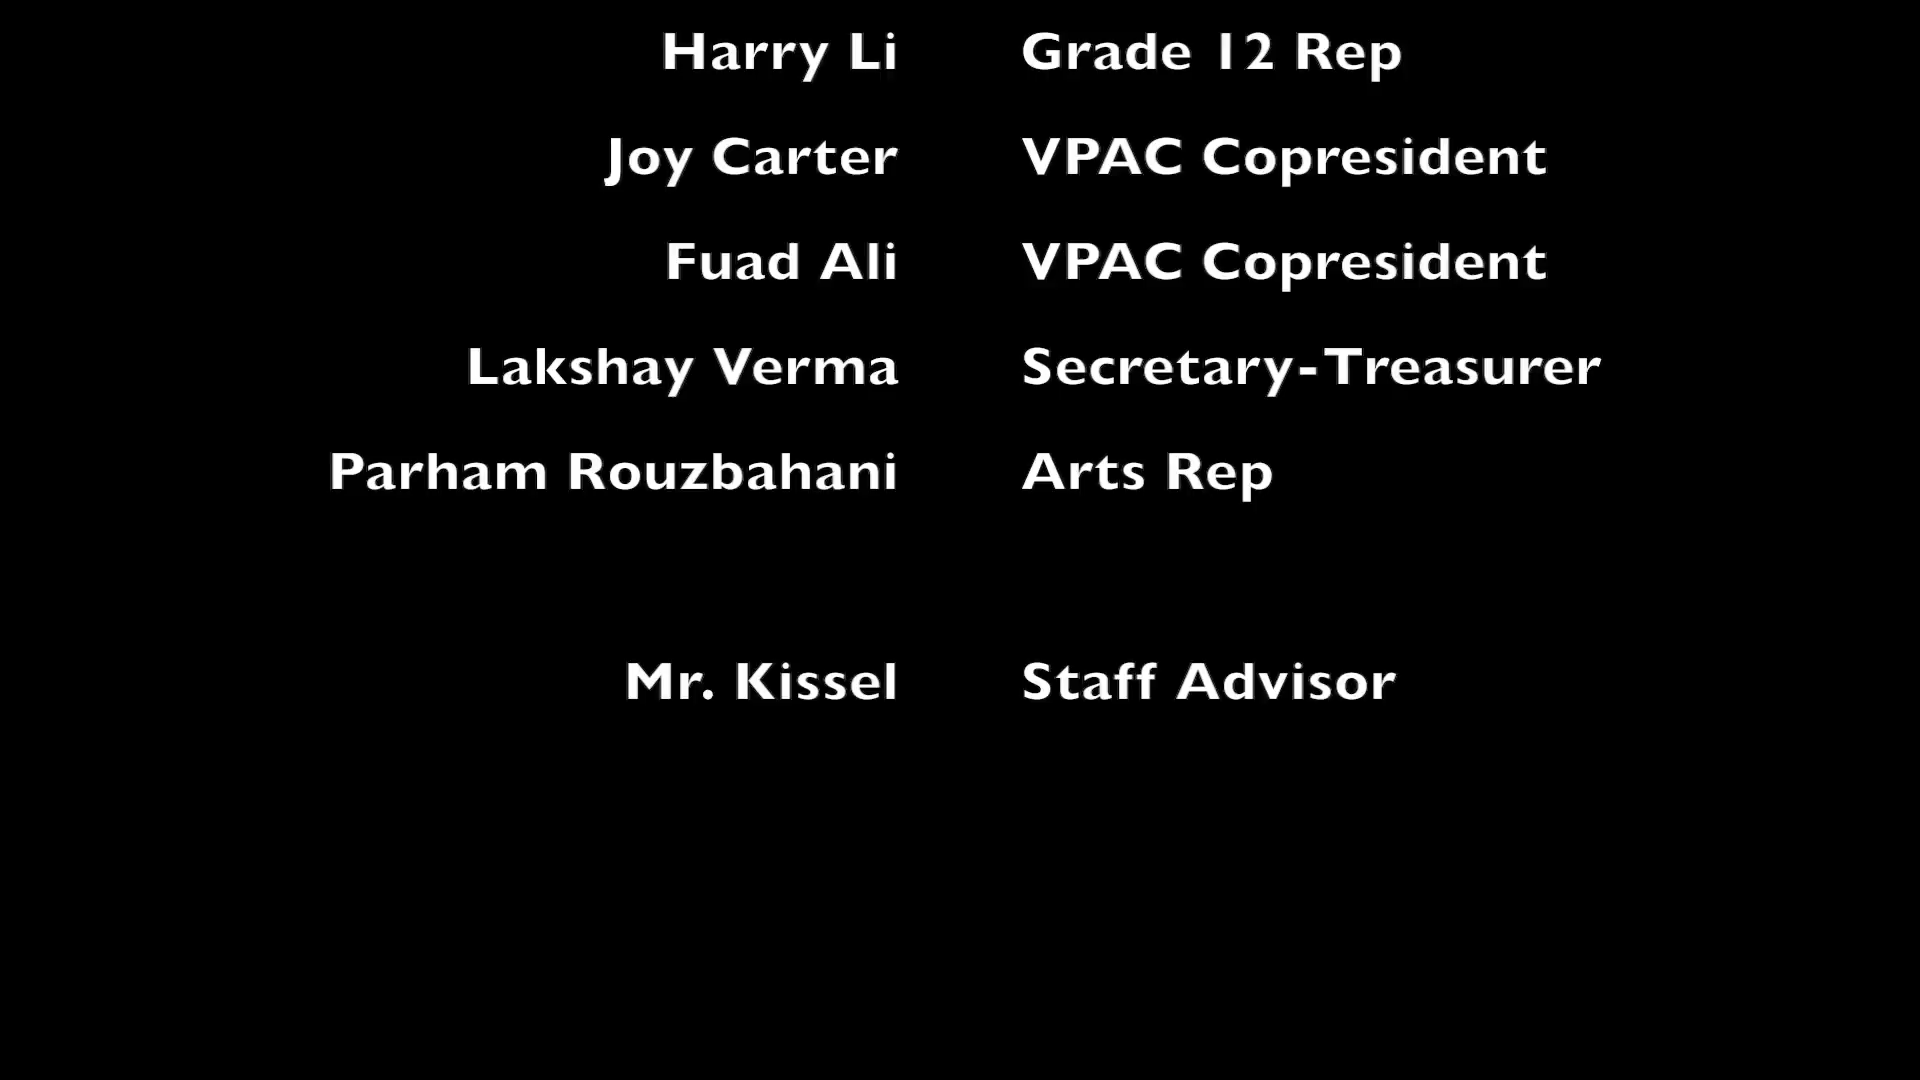 Harry Li Grade 12 Rep
Joy Carter VPAC Copresident
Fuad Ali VPAC Copresident
Lakshay Verma Secretary-Treasurer
Parham Rouzbahani Arts Rep
Mr. Kissel Staff Advisor